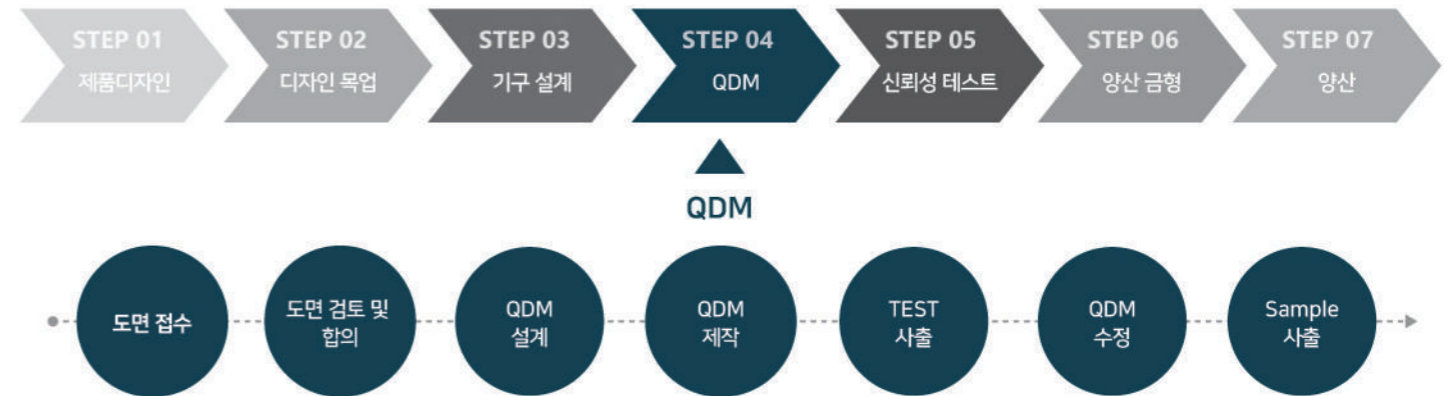 STEP 01
제품디자인
STEP 02
디자인 목업
STEP 03
기구 설계
STEP 04
QDM
STEP 05
신뢰성 테스트
STEP 06
양산 금형
STEP 07
양산
QDM
도면 접수
도면 검토 및
합의
QDM
설계
QDM
제작
TEST
사출
QDM
수정
Sample
사출